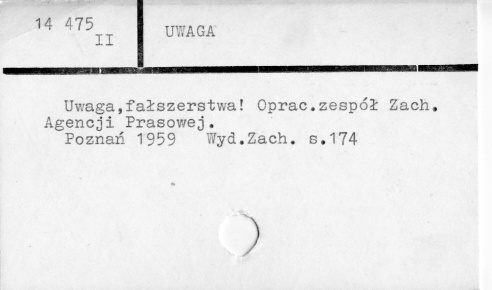 14 475
II
UWAGA
Uwaga,fałszerstwa! Oprac.zespół Zach.
Agencji Prasowej.
Poznań 1959 Wyd.Zach. s.174